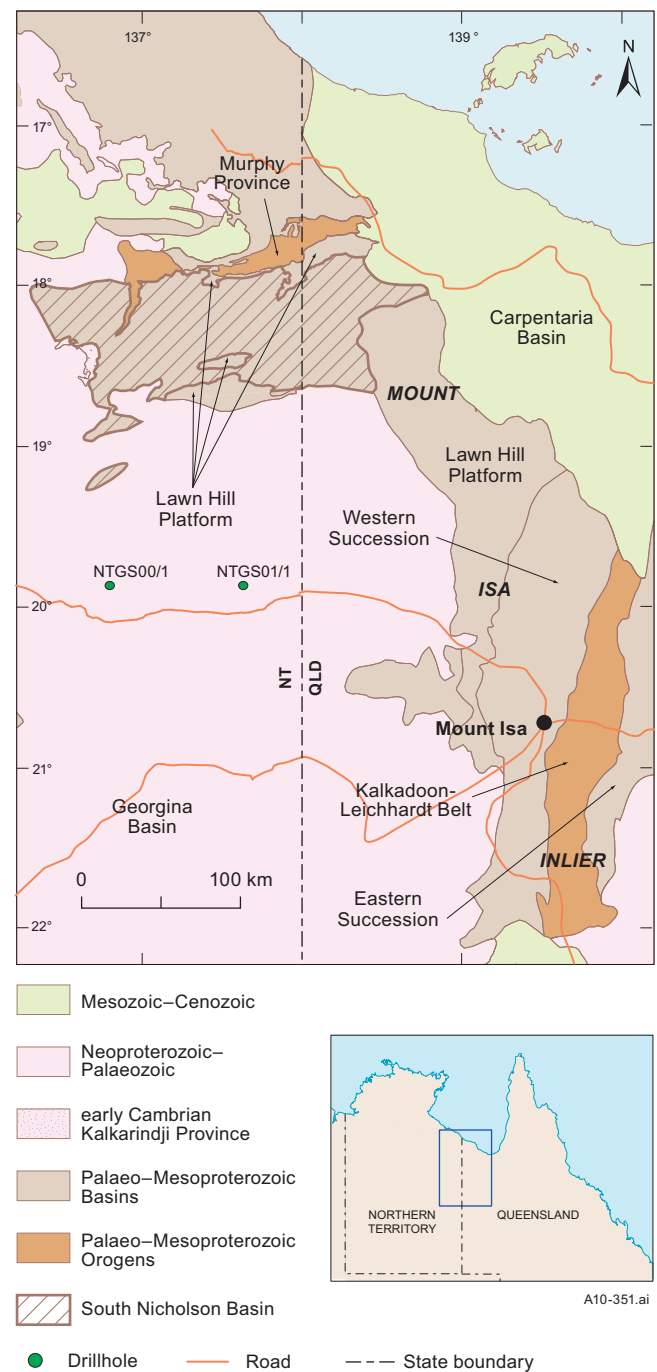 137°
139°
N
17°
Murphy
Province
18°
Carpentaria
Basin
MOUNT
19°
Lawn Hill
Platform
Lawn Hill
Platform
Western
Succession
NTGS00/1
NTGS01/1
ISA
20°
NT
QLD
Mount Isa
21°
Kalkadoon-
Leichhardt Belt
Georgina
Basin
INLIER
0
100 km
Eastern
Succession
22°
Mesozoic–Cenozoic
Neoproterozoic–
Palaeozoic
early Cambrian
Kalkarindji Province
Palaeo–Mesoproterozoic
Basins
Palaeo–Mesoproterozoic
Orogens
South Nicholson Basin
NORTHERN
TERRITORY
QUEENSLAND
A10-351.ai
Drillhole
Road
State boundary